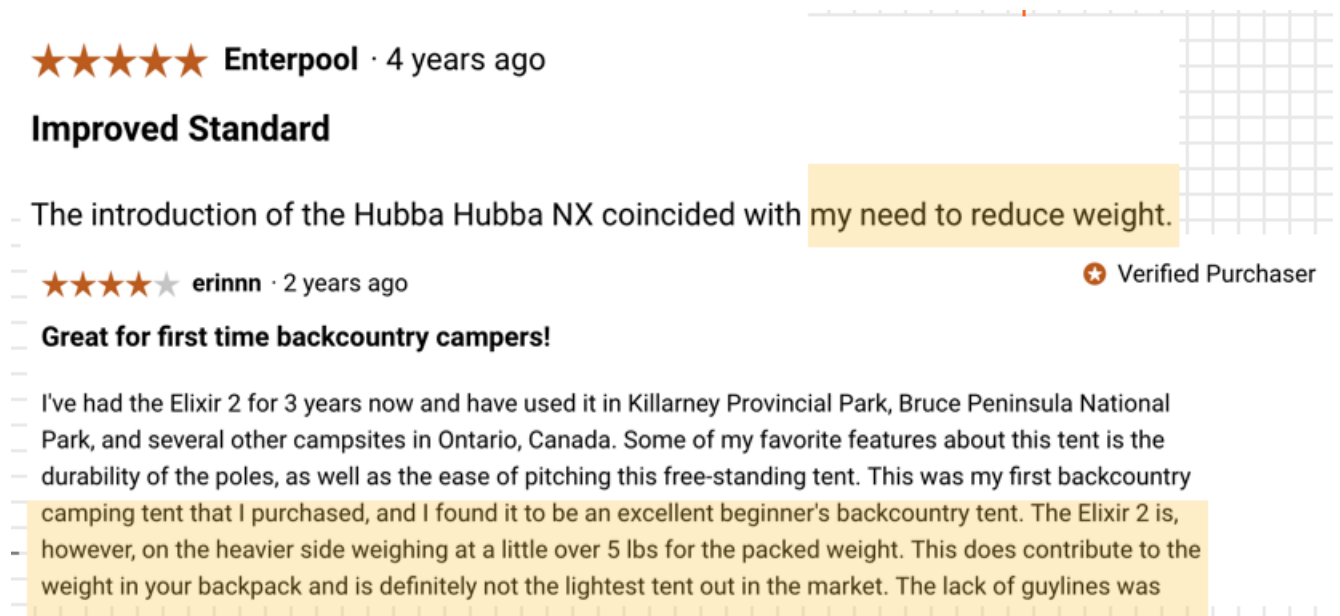 Enterpool · 4 years ago
Improved Standard
The introduction of the Hubba Hubba NX coincided with my need to reduce weight.
erinnn · 2 years ago
Verified Purchaser
Great for first time backcountry campers!
I've had the Elixir 2 for 3 years now and have used it in Killarney Provincial Park, Bruce Peninsula National
Park, and several other campsites in Ontario, Canada. Some of my favorite features about this tent is the
durability of the poles, as well as the ease of pitching this free-standing tent. This was my first backcountry
camping tent that I purchased, and I found it to be an excellent beginner's backcountry tent. The Elixir 2 is,
however, on the heavier side weighing at a little over 5 lbs for the packed weight. This does contribute to the
weight in your backpack and is definitely not the lightest tent out in the market. The lack of guylines was